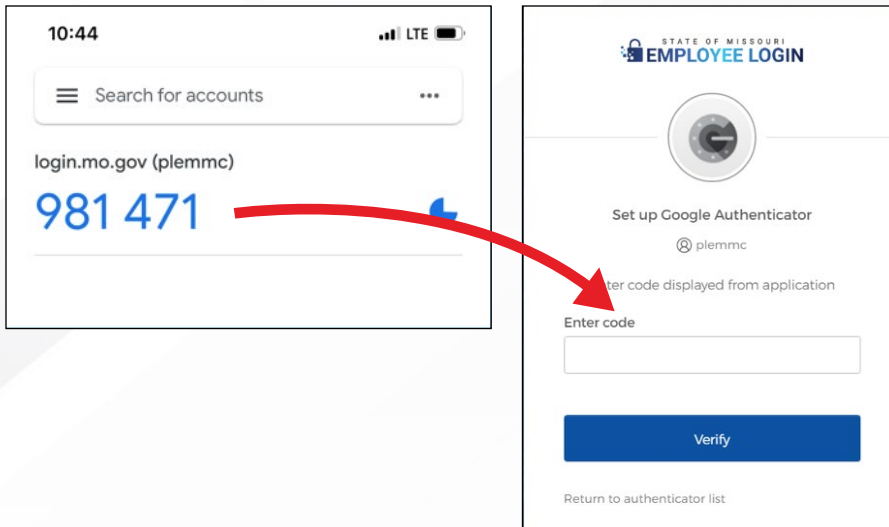 10:44
LTE
Search for accounts
login.mo.gov (plemmc)
981 471
STATE OF MISSOURI
EMPLOYEE LOGIN
Set up Google Authenticator
plemmc
code displayed from application
Enter code
Verify
Return to authenticator list